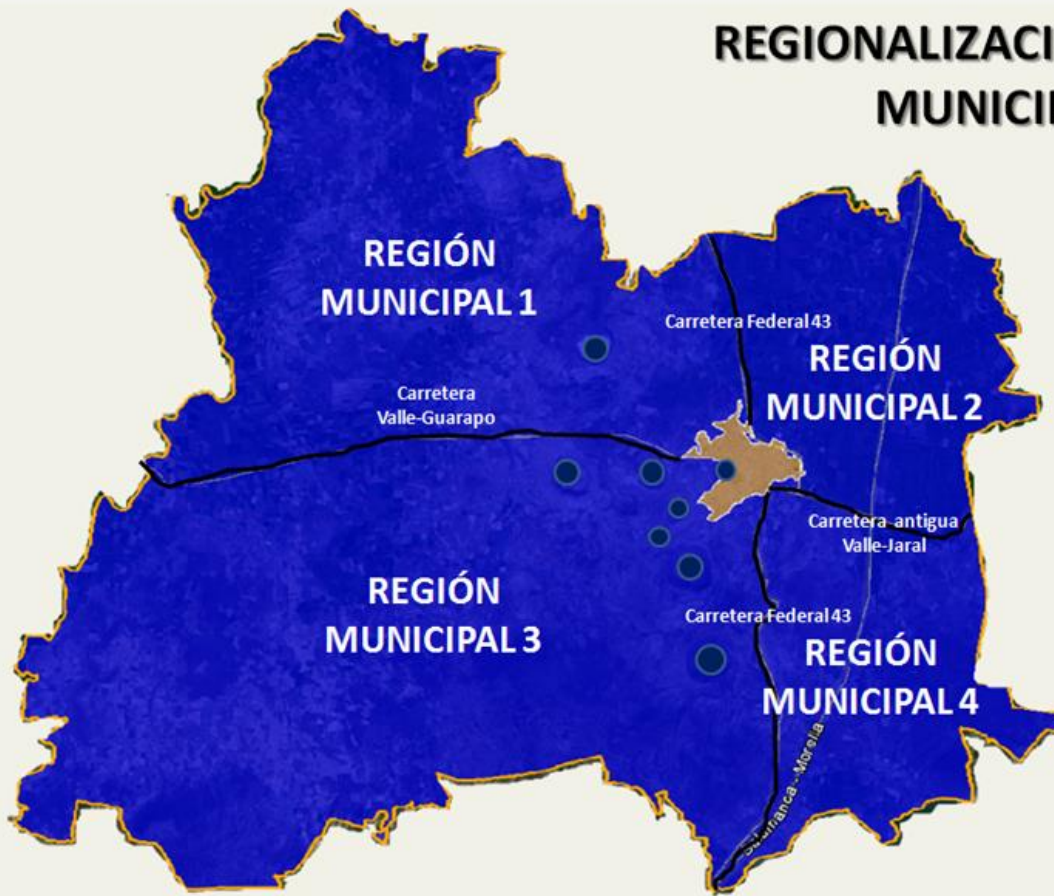 REGIONALIZACI
MUNICI
REGIÓN
MUNICIPAL 1
Carretera Federal 43
REGIÓN
MUNICIPAL 2
Carretera
Valle-Guarapo
Carretera antigua
Valle-Jaral
REGIÓN
MUNICIPAL 3
Carretera Federal 43
REGIÓN
MUNICIPAL 4